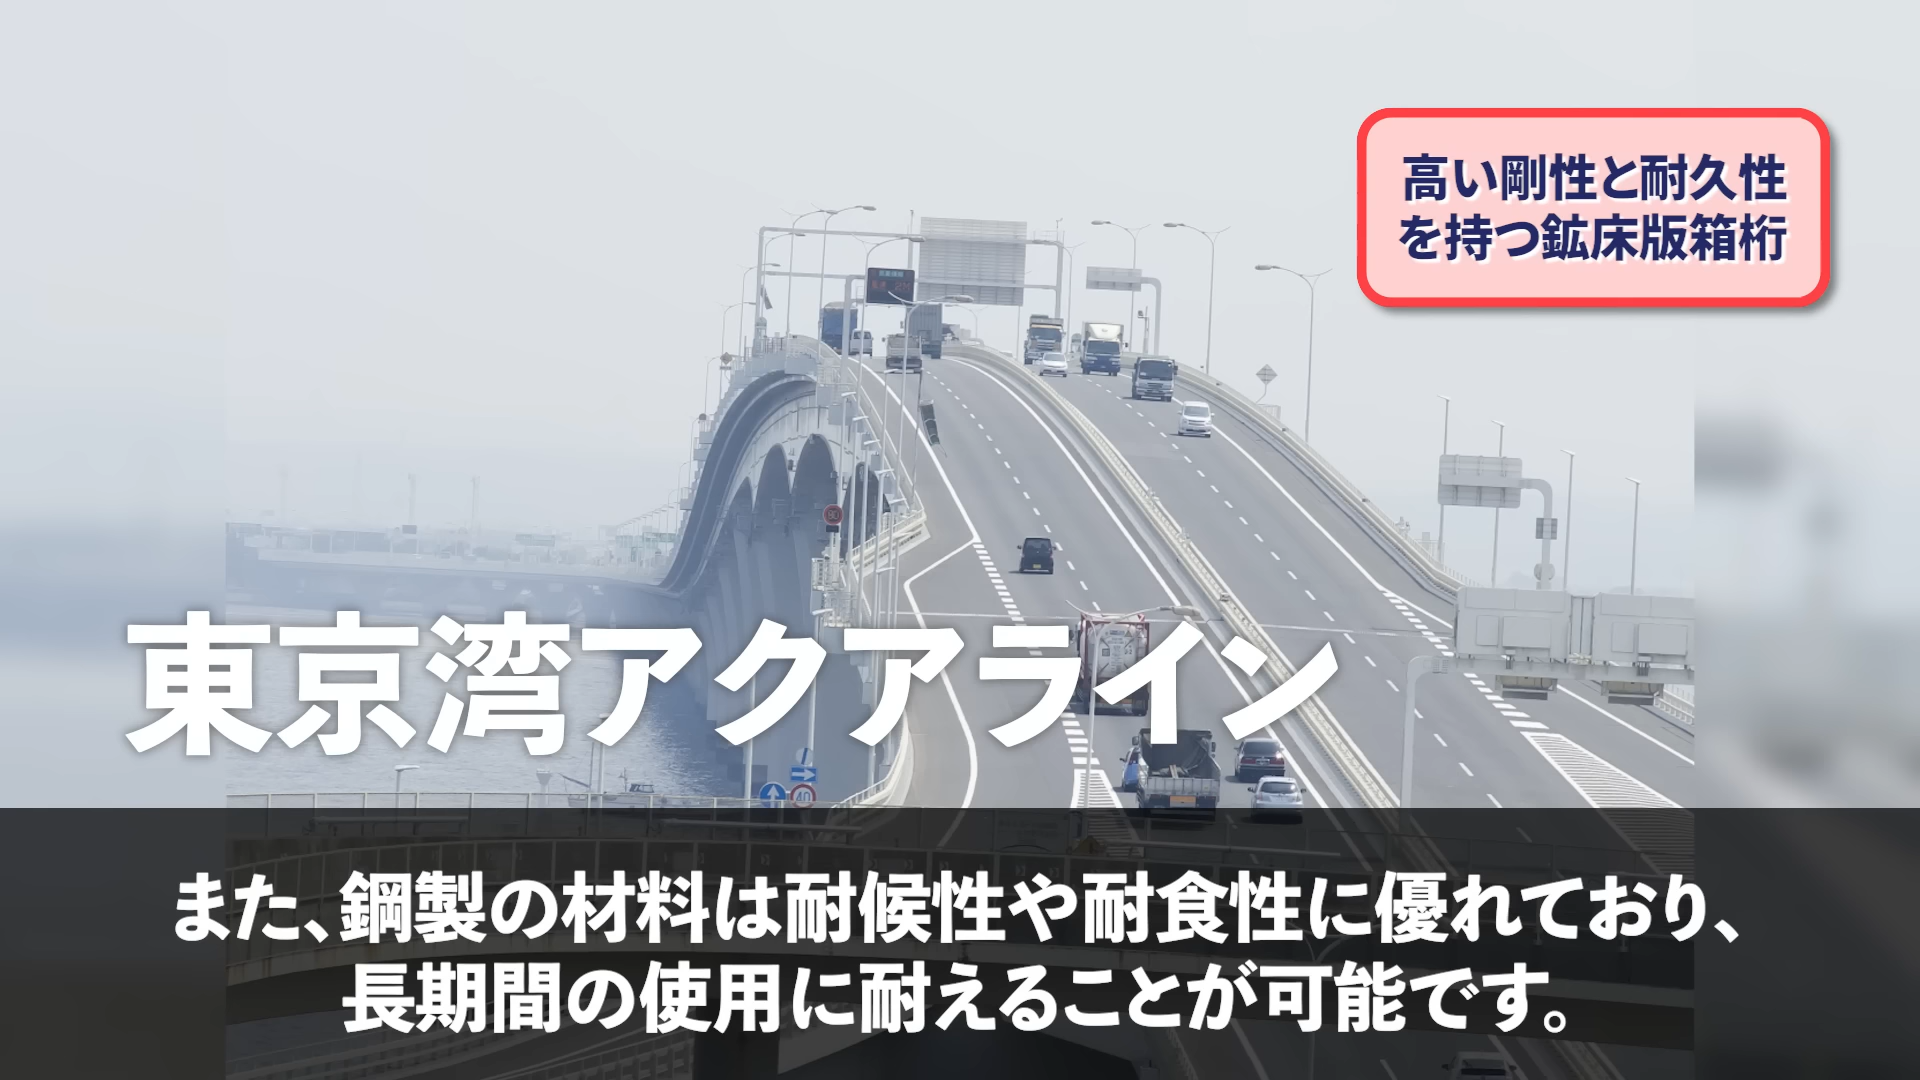 高い剛性と耐久性
を持つ鉱床版箱桁
90
東京湾アクアライン
40
また、鋼製の材料は耐候性や耐食性に優れており、
長期間の使用に耐えることが可能です。